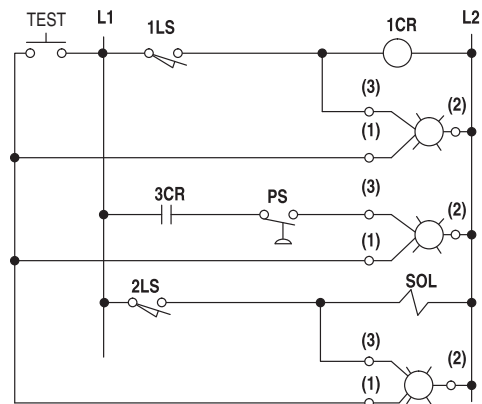 TEST L1 L2
1LS 1CR
(3)
(2)
(1)
3CR PS (3)
(2)
(1)
2LS SOL
(3)
(2)
(1)